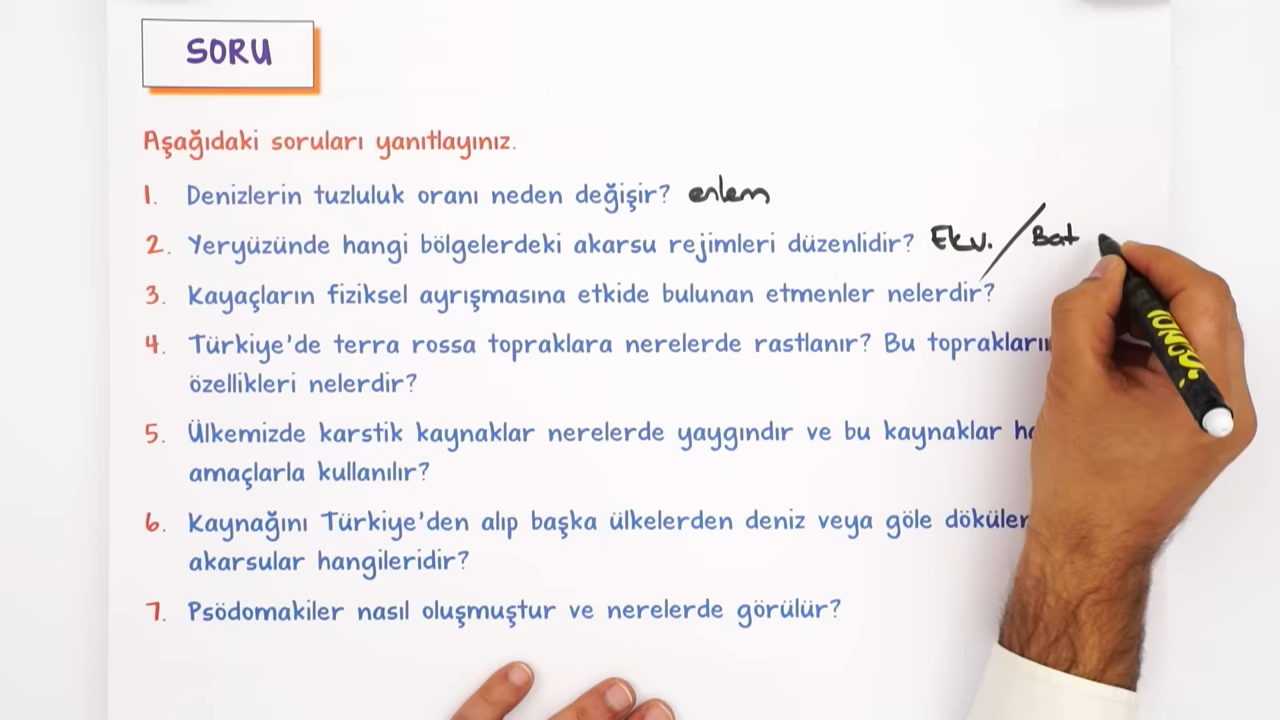 SORU
Aşağıdaki soruları yanıtlayınız.
1. Denizlerin tuzluluk oranı neden değişir? enlem
2. Yeryüzünde hangi bölgelerdeki akarsu rejimleri düzenlidir? Ekv. / Bat
3. Kayaçların fiziksel ayrışmasına etkide bulunan etmenler nelerdir?
4. Türkiye'de terra rossa topraklara nerelerde rastlanır? Bu toprakların
özellikleri nelerdir?
5. Ülkemizde karstik kaynaklar nerelerde yaygındır ve bu kaynaklar
amaçlarla kullanılır?
6. Kaynağını Türkiye'den alıp başka ülkelerden deniz veya göle
akarsular hangileridir?
7. Psödomakiler nasıl oluşmuştur ve nerelerde görülür?